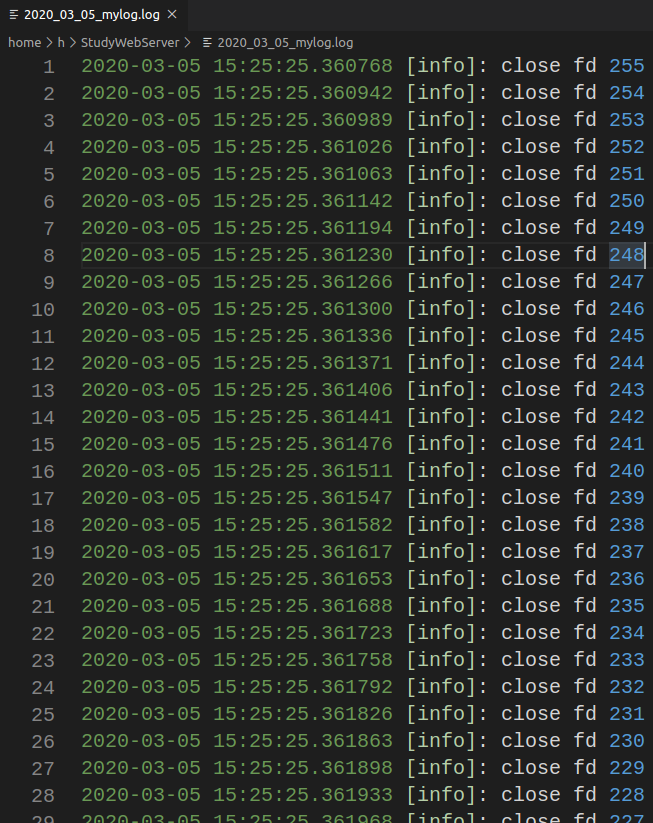 2020_03_05_mylog.log ×
home > h > StudyWebServer > 2020_03_05_mylog.log
1 2020-03-05 15:25:25.360768 [info]: close fd 255
2 2020-03-05 15:25:25.360942 [info]: close fd 254
3 2020-03-05 15:25:25.360989 [info]: close fd 253
4 2020-03-05 15:25:25.361026 [info]: close fd 252
5 2020-03-05 15:25:25.361063 [info]: close fd 251
6 2020-03-05 15:25:25.361142 [info]: close fd 250
7 2020-03-05 15:25:25.361194 [info]: close fd 249
8 2020-03-05 15:25:25.361230 [info]: close fd 248
9 2020-03-05 15:25:25.361266 [info]: close fd 247
10 2020-03-05 15:25:25.361300 [info]: close fd 246
11 2020-03-05 15:25:25.361336 [info]: close fd 245
12 2020-03-05 15:25:25.361371 [info]: close fd 244
13 2020-03-05 15:25:25.361406 [info]: close fd 243
14 2020-03-05 15:25:25.361441 [info]: close fd 242
15 2020-03-05 15:25:25.361476 [info]: close fd 241
16 2020-03-05 15:25:25.361511 [info]: close fd 240
17 2020-03-05 15:25:25.361547 [info]: close fd 239
18 2020-03-05 15:25:25.361582 [info]: close fd 238
19 2020-03-05 15:25:25.361617 [info]: close fd 237
20 2020-03-05 15:25:25.361653 [info]: close fd 236
21 2020-03-05 15:25:25.361688 [info]: close fd 235
22 2020-03-05 15:25:25.361723 [info]: close fd 234
23 2020-03-05 15:25:25.361758 [info]: close fd 233
24 2020-03-05 15:25:25.361792 [info]: close fd 232
25 2020-03-05 15:25:25.361826 [info]: close fd 231
26 2020-03-05 15:25:25.361863 [info]: close fd 230
27 2020-03-05 15:25:25.361898 [info]: close fd 229
28 2020-03-05 15:25:25.361933 [info]: close fd 228
29 2020-03-05 15:25:25.361968 [info]: close fd 227